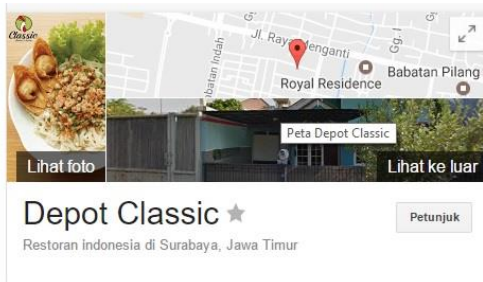 Classic
Jl. Raya Menganti
Gg. I
Babatan Indah
Royal Residence
Babatan Pilang
Peta Depot Classic
Lihat foto
Lihat ke luar
Depot Classic
Petunjuk
Restoran indonesia di Surabaya, Jawa Timur